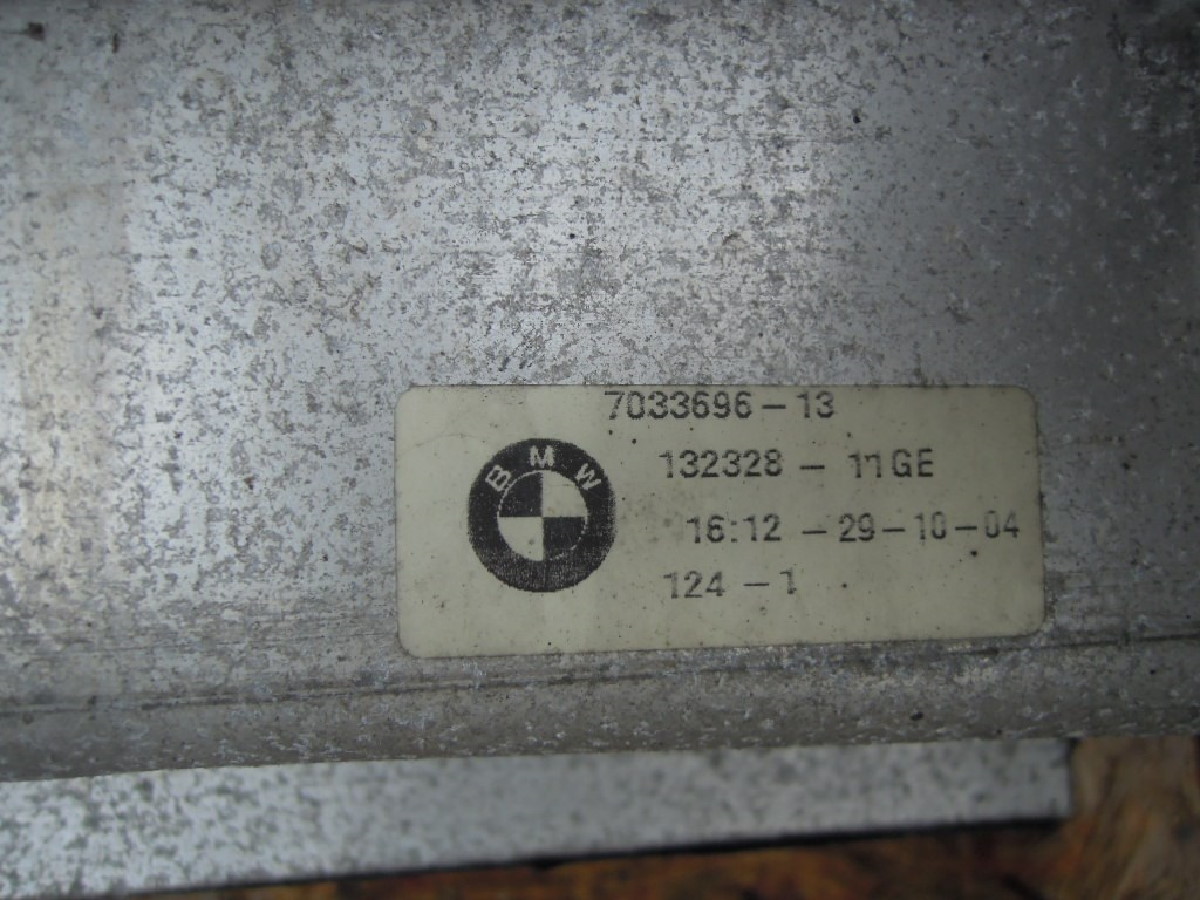 7033696-13
BMW
132328 - 11GE
16:12 - 29-10-04
124 - 1